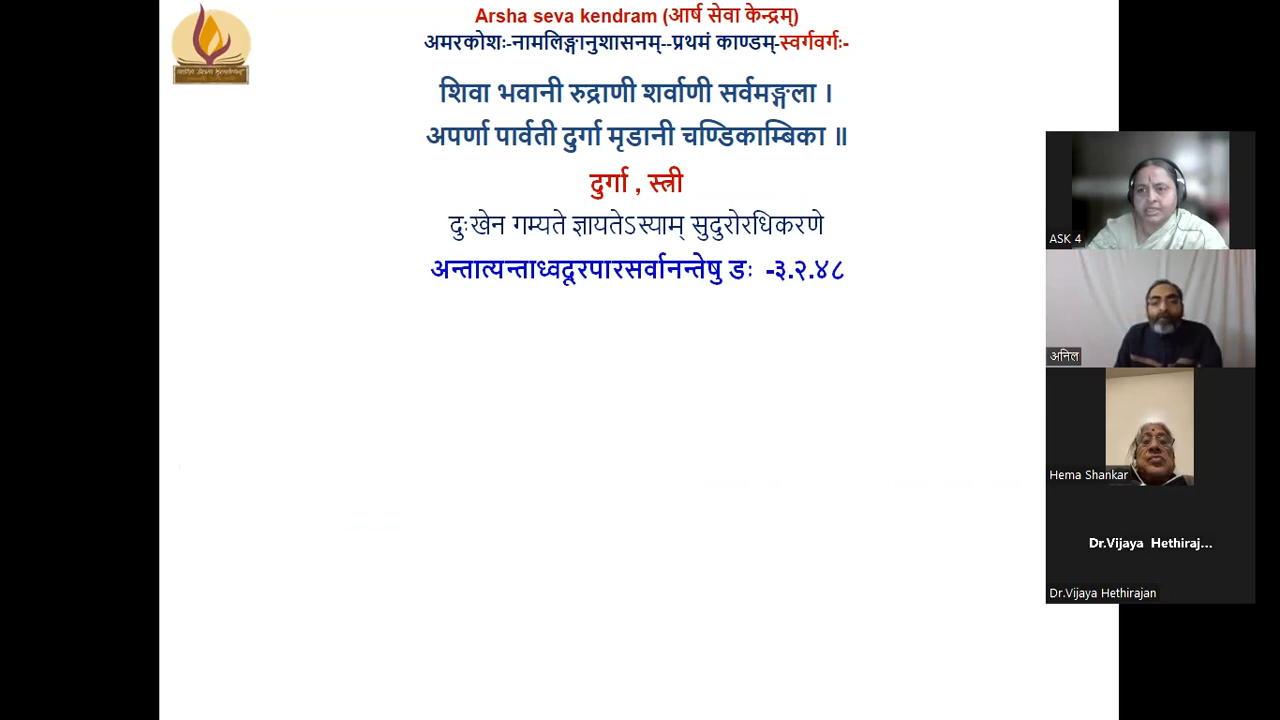 Arsha seva kendram (आर्ष सेवा केन्द्रम्)
अमरकोशः-नामलिङ्गानुशासनम्--प्रथमं काण्डम्-स्वर्गवर्गः-
शिवा भवानी रुद्राणी शर्वाणी सर्वमङ्गला ।
अपर्णा पार्वती दुर्गा मृडानी चण्डिकाम्बिका ॥
दुर्गा , स्त्री
दुःखेन गम्यते ज्ञायतेऽस्याम् सुदुरोरधिकरणे
अन्तात्यन्ताध्वदूरपारसर्वानन्तेषु डः -३.२.४८
ASK 4
अनिल
Hema Shankar
Dr.Vijaya Hethiraj...
Dr.Vijaya Hethirajan